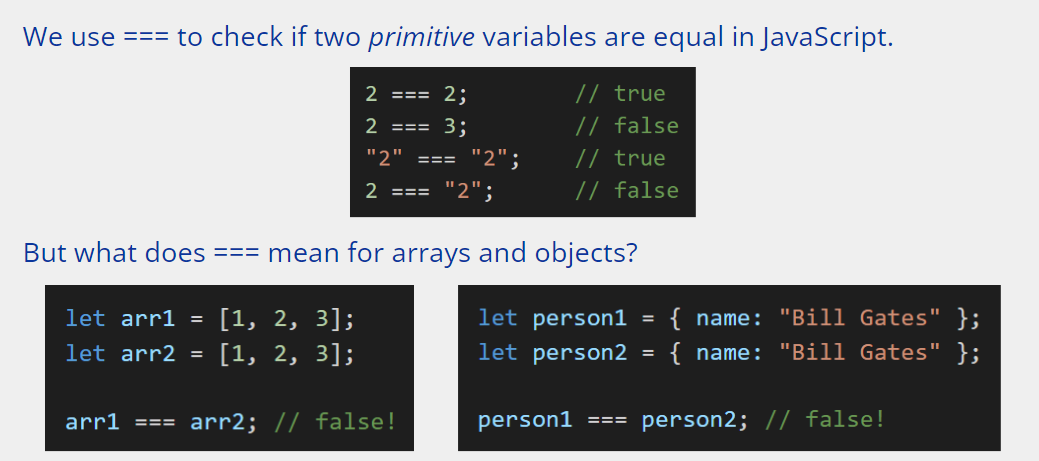 We use === to check if two primitive variables are equal in JavaScript.
2 === 2; // true
2 === 3; // false
"2" === "2"; // true
2 === "2"; // false
But what does === mean for arrays and objects?
let arr1 = [1, 2, 3];
let arr2 = [1, 2, 3];
arr1 === arr2; // false!
let person1 = { name: "Bill Gates" };
let person2 = { name: "Bill Gates" };
person1 === person2; // false!